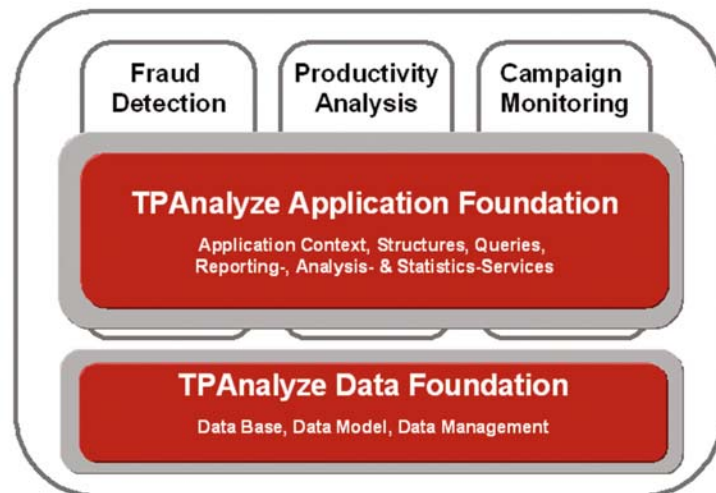 Fraud Detection
Productivity Analysis
Campaign Monitoring
TPAnalyze Application Foundation
Application Context, Structures, Queries,
Reporting-, Analysis- & Statistics-Services
TPAnalyze Data Foundation
Data Base, Data Model, Data Management